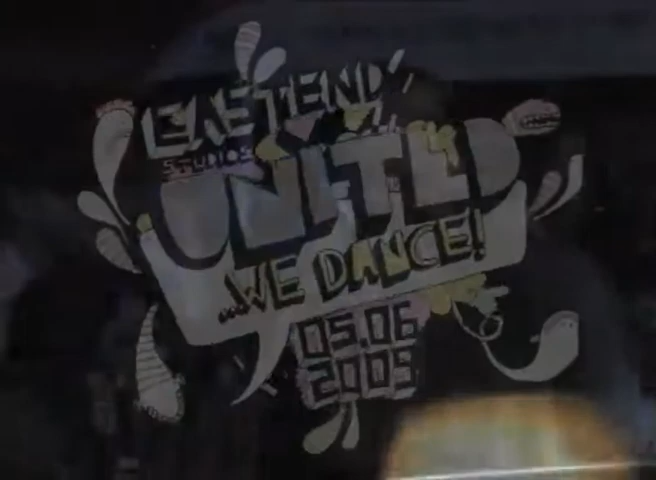 EASTEND
STUDIOS
UNITED
...WE DANCE!
05.06
2009